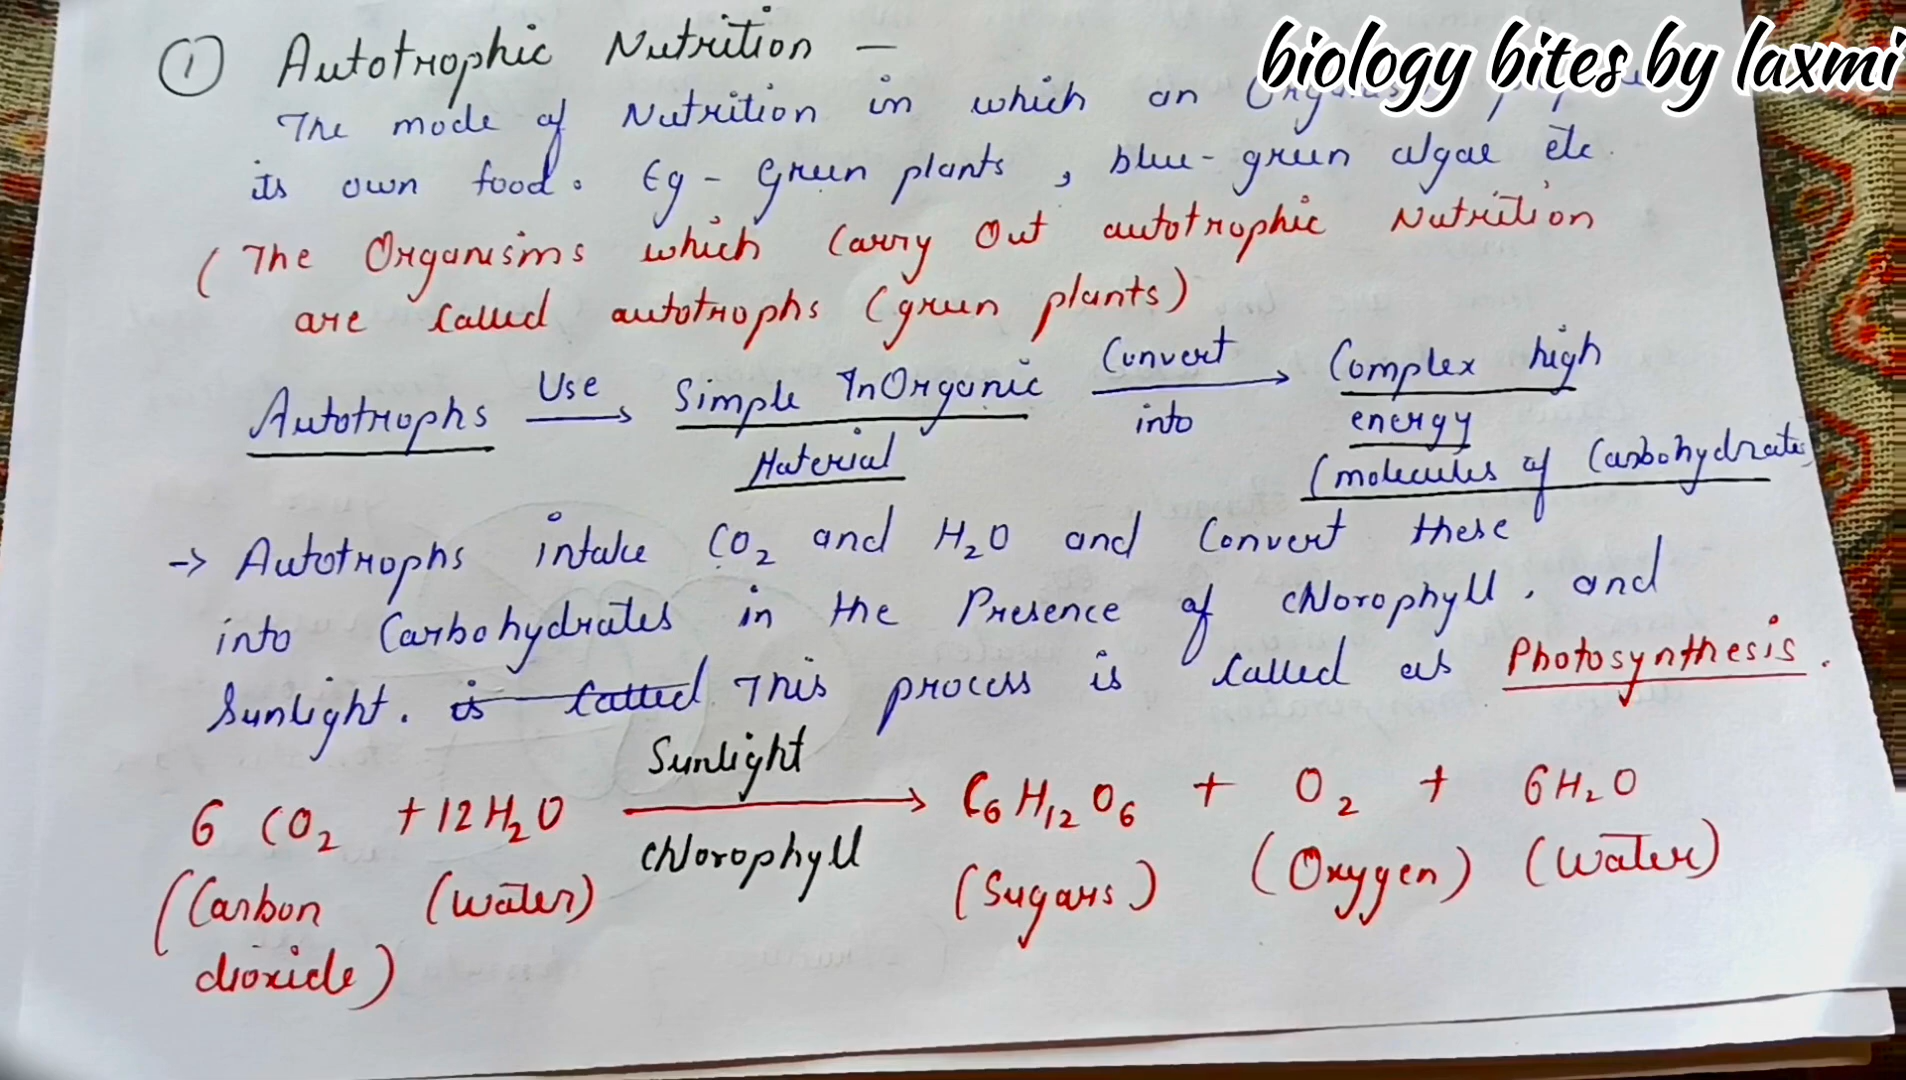 biology bites by laxmi
① Autotrophic Nutrition —
The mode of Nutrition in which an
its own food. Eg - Green plants, blue-green algae etc.
(The Organisms which Carry Out autotrophic Nutrition
are Called autotrophs (green plants)
Autotrophs Use → Simple InOrganic Convert → Complex high
Material into energy
(molecules of Carbohydrates
→ Autotrophs intake CO₂ and H₂O and Convert these
into Carbohydrates in the Presence of chlorophyll, and
Sunlight. is called This process is Called as Photosynthesis.
Sunlight
6 CO₂ + 12H₂O → C₆H₁₂O₆ + O₂ + 6H₂O
chlorophyll
(Carbon (water) (Sugars) (Oxygen) (Water)
dioxide)